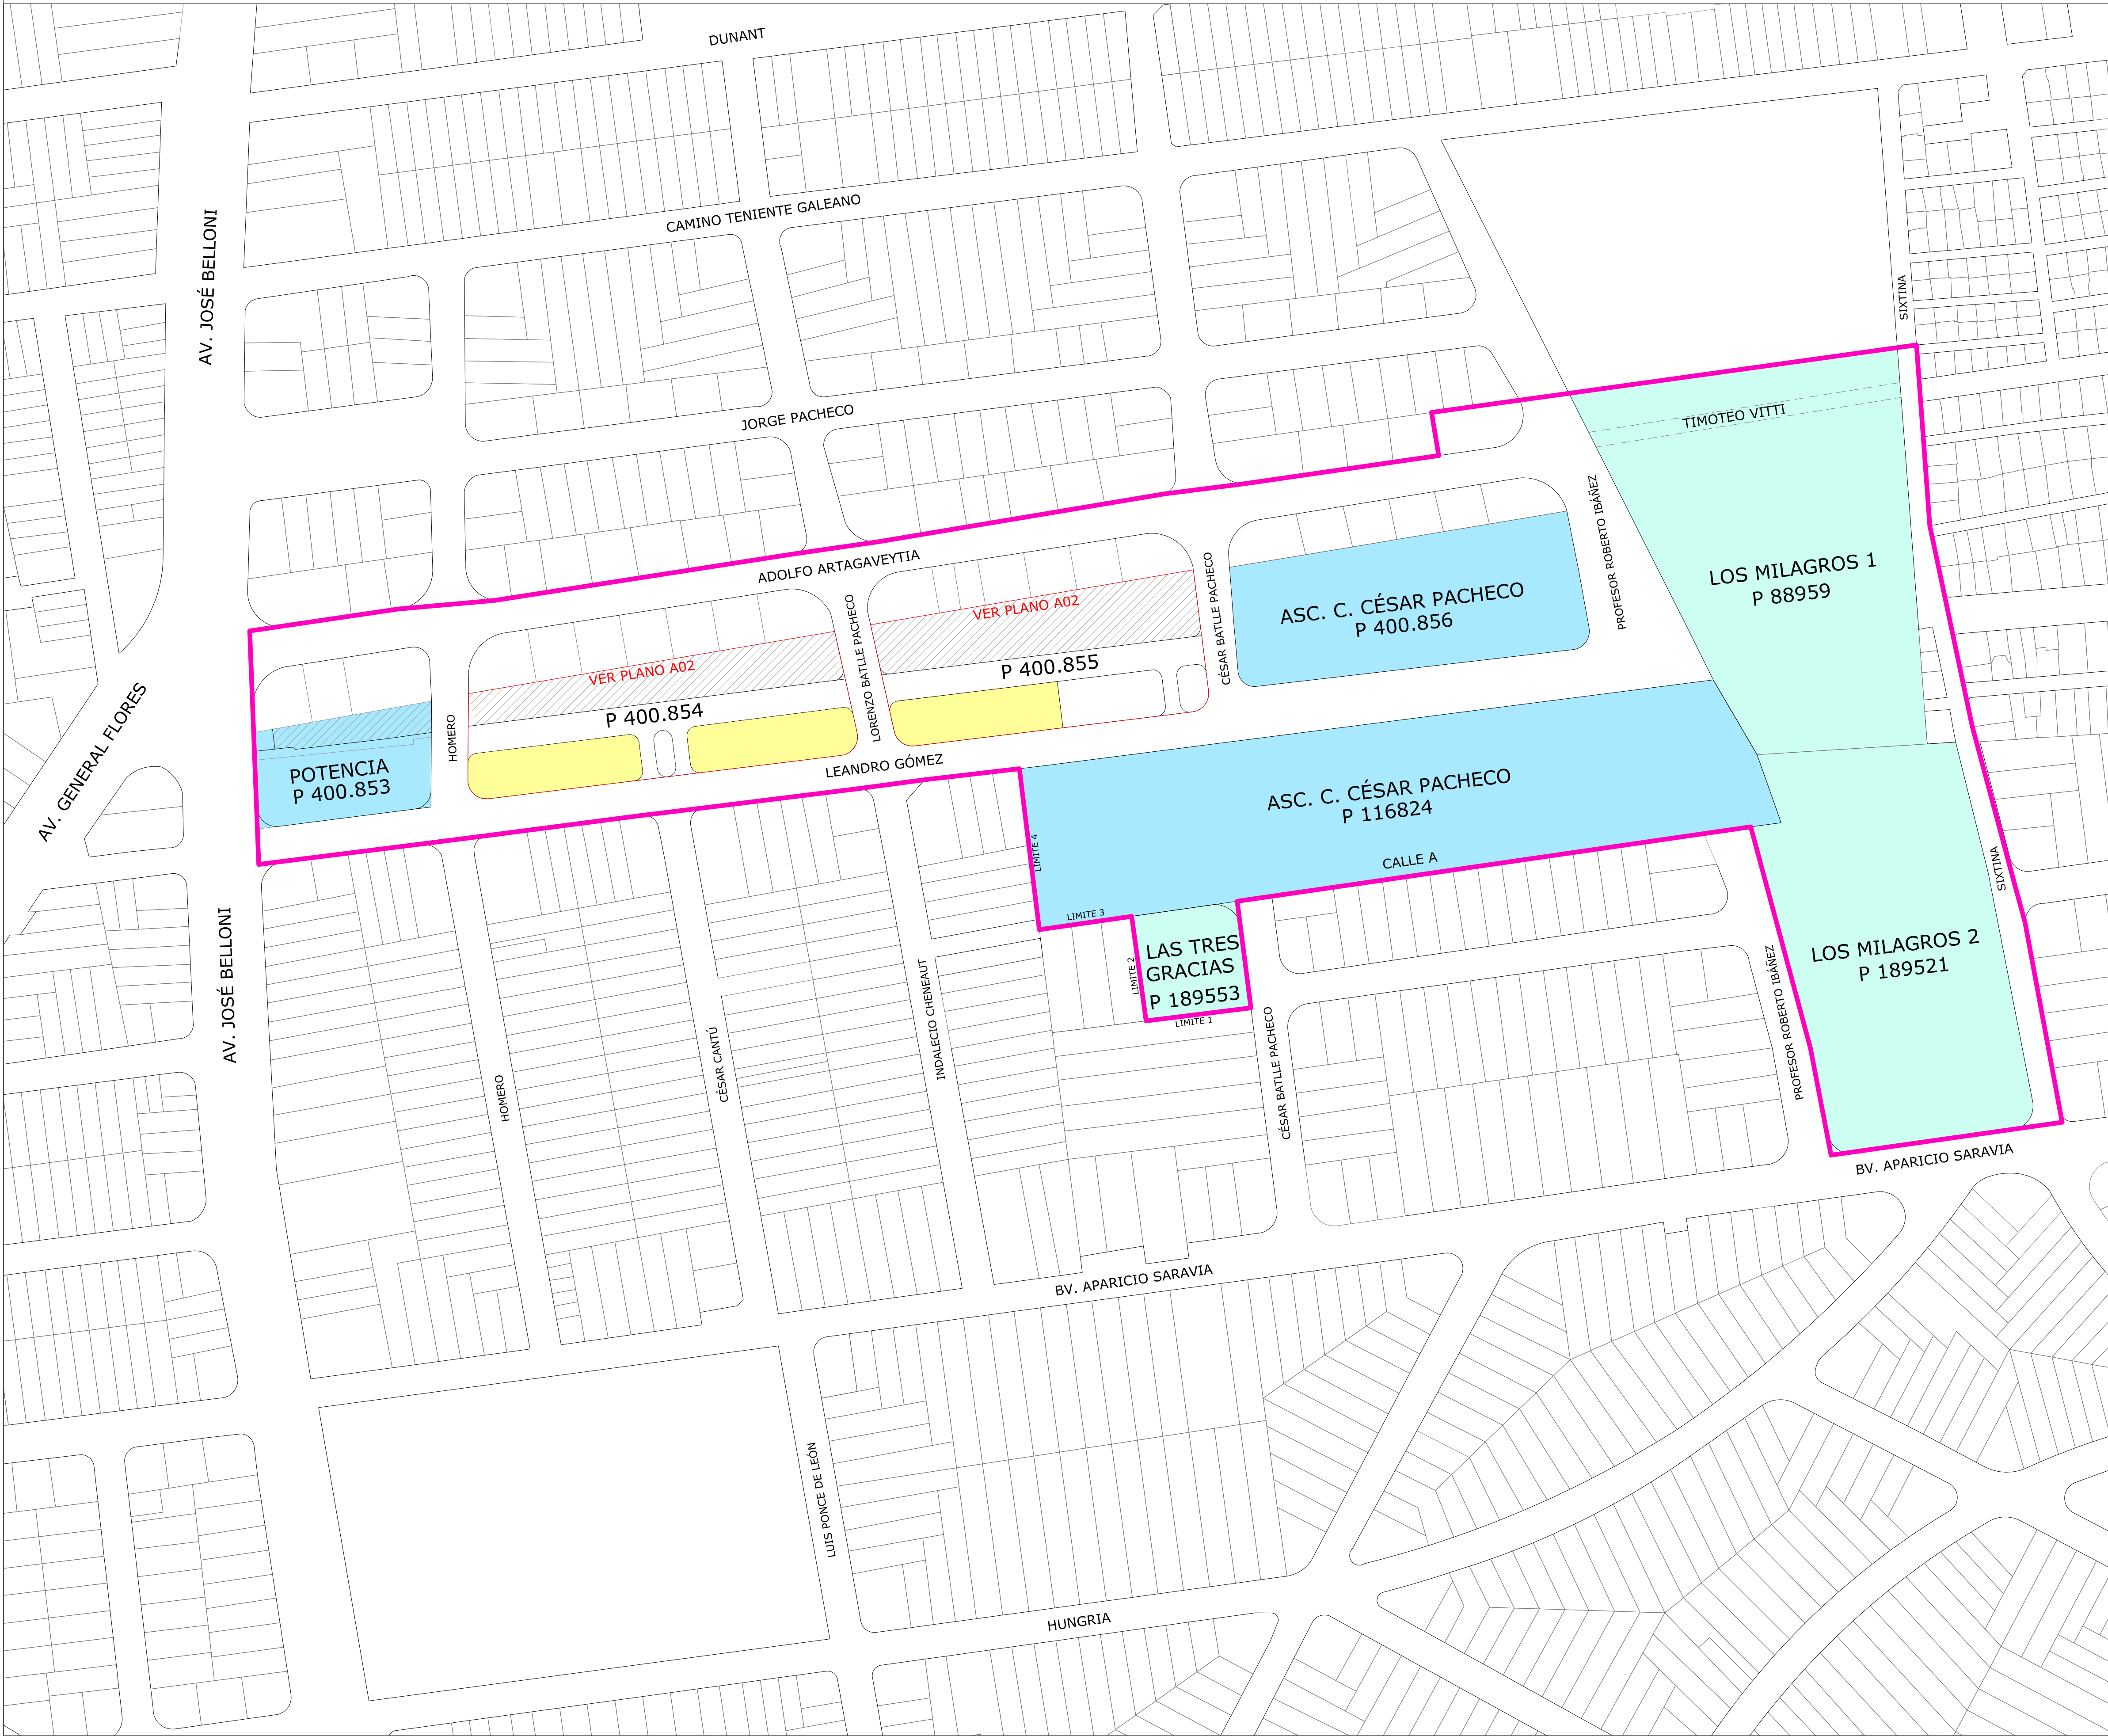 DUNANT
CAMINO TENIENTE GALEANO
AV. JOSÉ BELLONI
SIXTINA
JORGE PACHECO
TIMOTEO VITTI
PROFESOR ROBERTO IBÁÑEZ
ADOLFO ARTAGAVEYTIA
LOS MILAGROS 1
P 88959
ASC. C. CÉSAR PACHECO
P 400.856
CÉSAR BATLLE PACHECO
VER PLANO A02
P 400.855
LORENZO BATLLE PACHECO
VER PLANO A02
P 400.854
HOMERO
POTENCIA
P 400.853
AV. GENERAL FLORES
LEANDRO GÓMEZ
ASC. C. CÉSAR PACHECO
P 116824
LIMITE 4
CALLE A
SIXTINA
LIMITE 3
LAS TRES
GRACIAS
P 189553
LIMITE 2
LIMITE 1
LOS MILAGROS 2
P 189521
AV. JOSÉ BELLONI
HOMERO
CÉSAR CANTÚ
INDALECIO CHENEAUT
CÉSAR BATLLE PACHECO
PROFESOR ROBERTO IBÁÑEZ
BV. APARICIO SARAVIA
BV. APARICIO SARAVIA
LUIS PONCE DE LEÓN
HUNGRIA